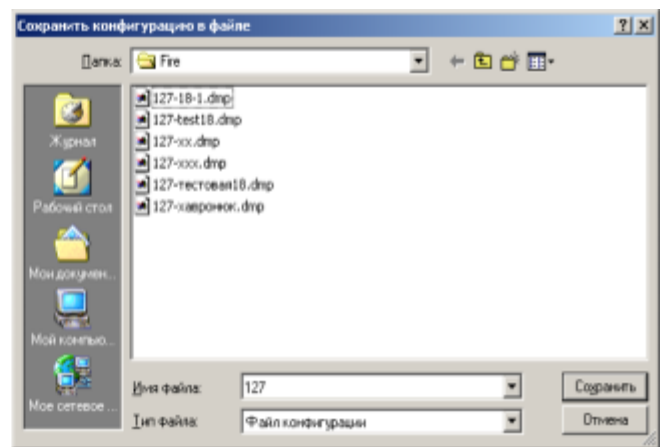 Сохранить конфигурацию в файле
Папка: Fire
127-18-1.dmp
127-test18.dmp
127-xx.dmp
127-xxx.dmp
127-тестовая18.dmp
127-хавронюк.dmp
Журнал
Рабочий стол
Мои докумен...
Мой компью...
Мое сетевое ...
Имя файла: 127
Сохранить
Тип файла: Файл конфигурации
Отмена